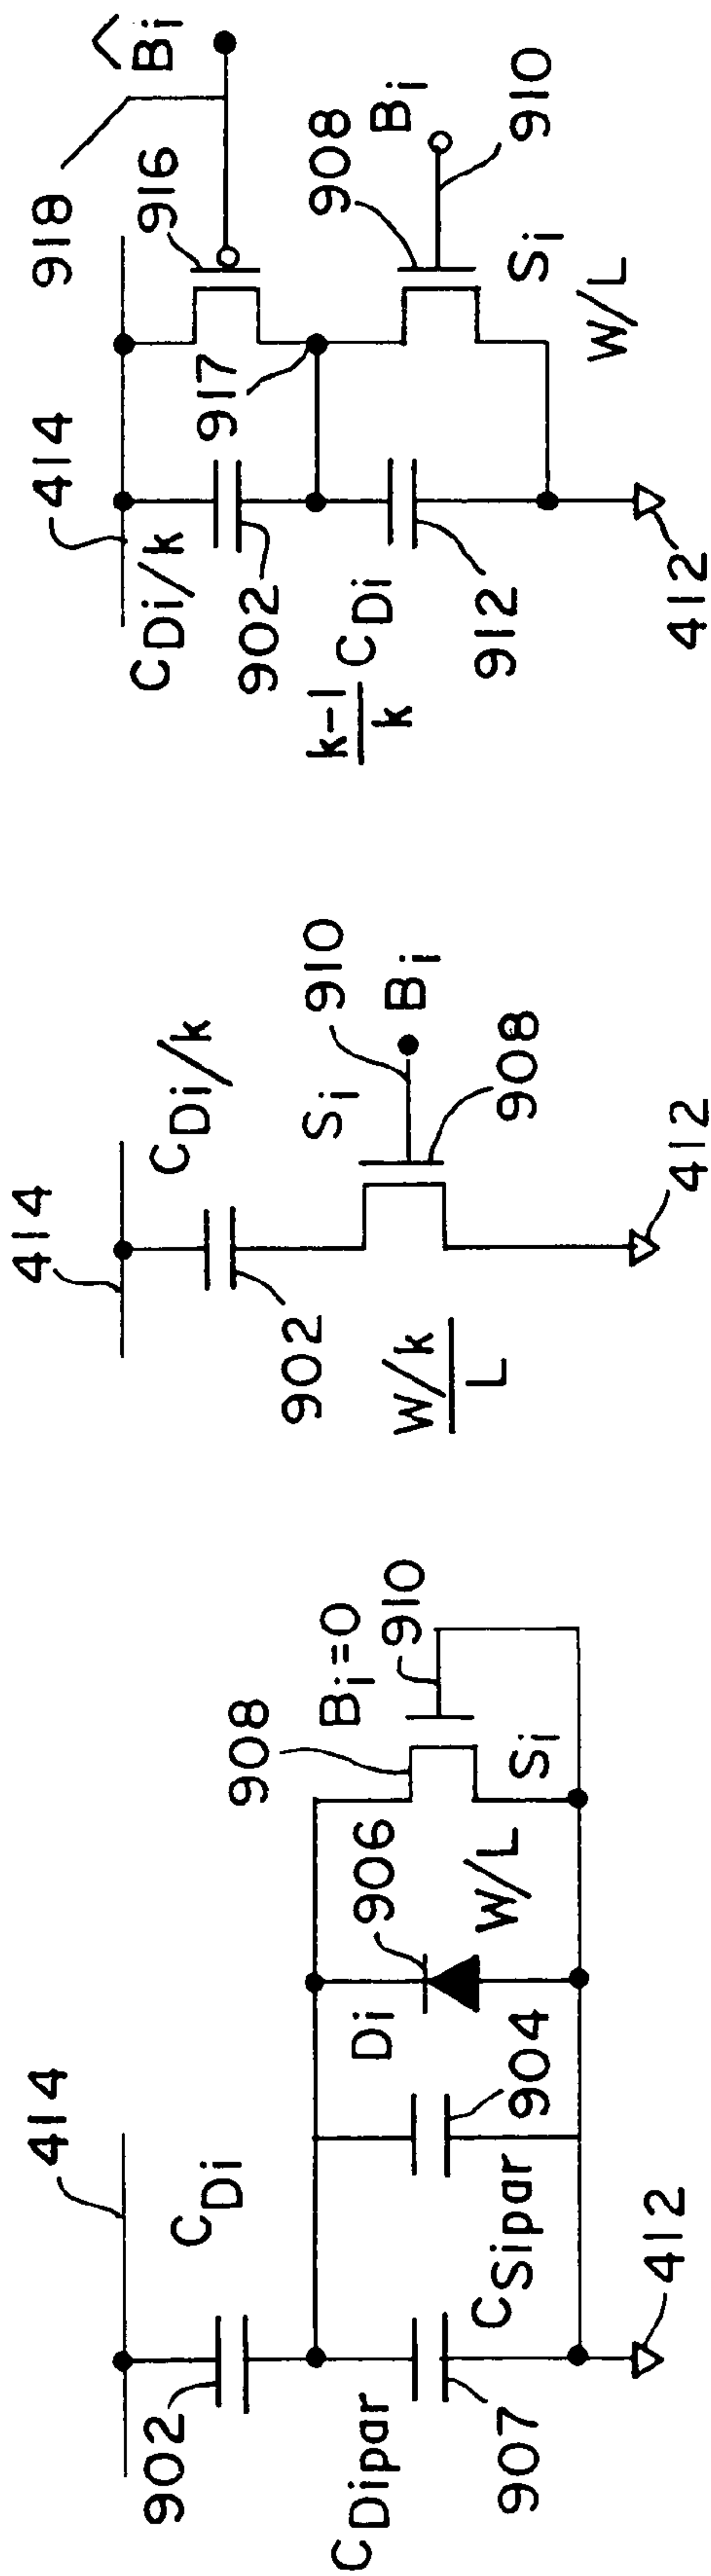 414
C_Di
902
908
B_i=0
910
C_Dipar
D_i
906
S_i
W/L
904
C_Sipar
907
412
414
C_Di/k
902
S_i
910
B_i
W/k
L
908
412
414
918
B̂_i
C_Di/k
916
902
917
908
B_i
k-1
k
C_Di
910
912
S_i
W/L
412